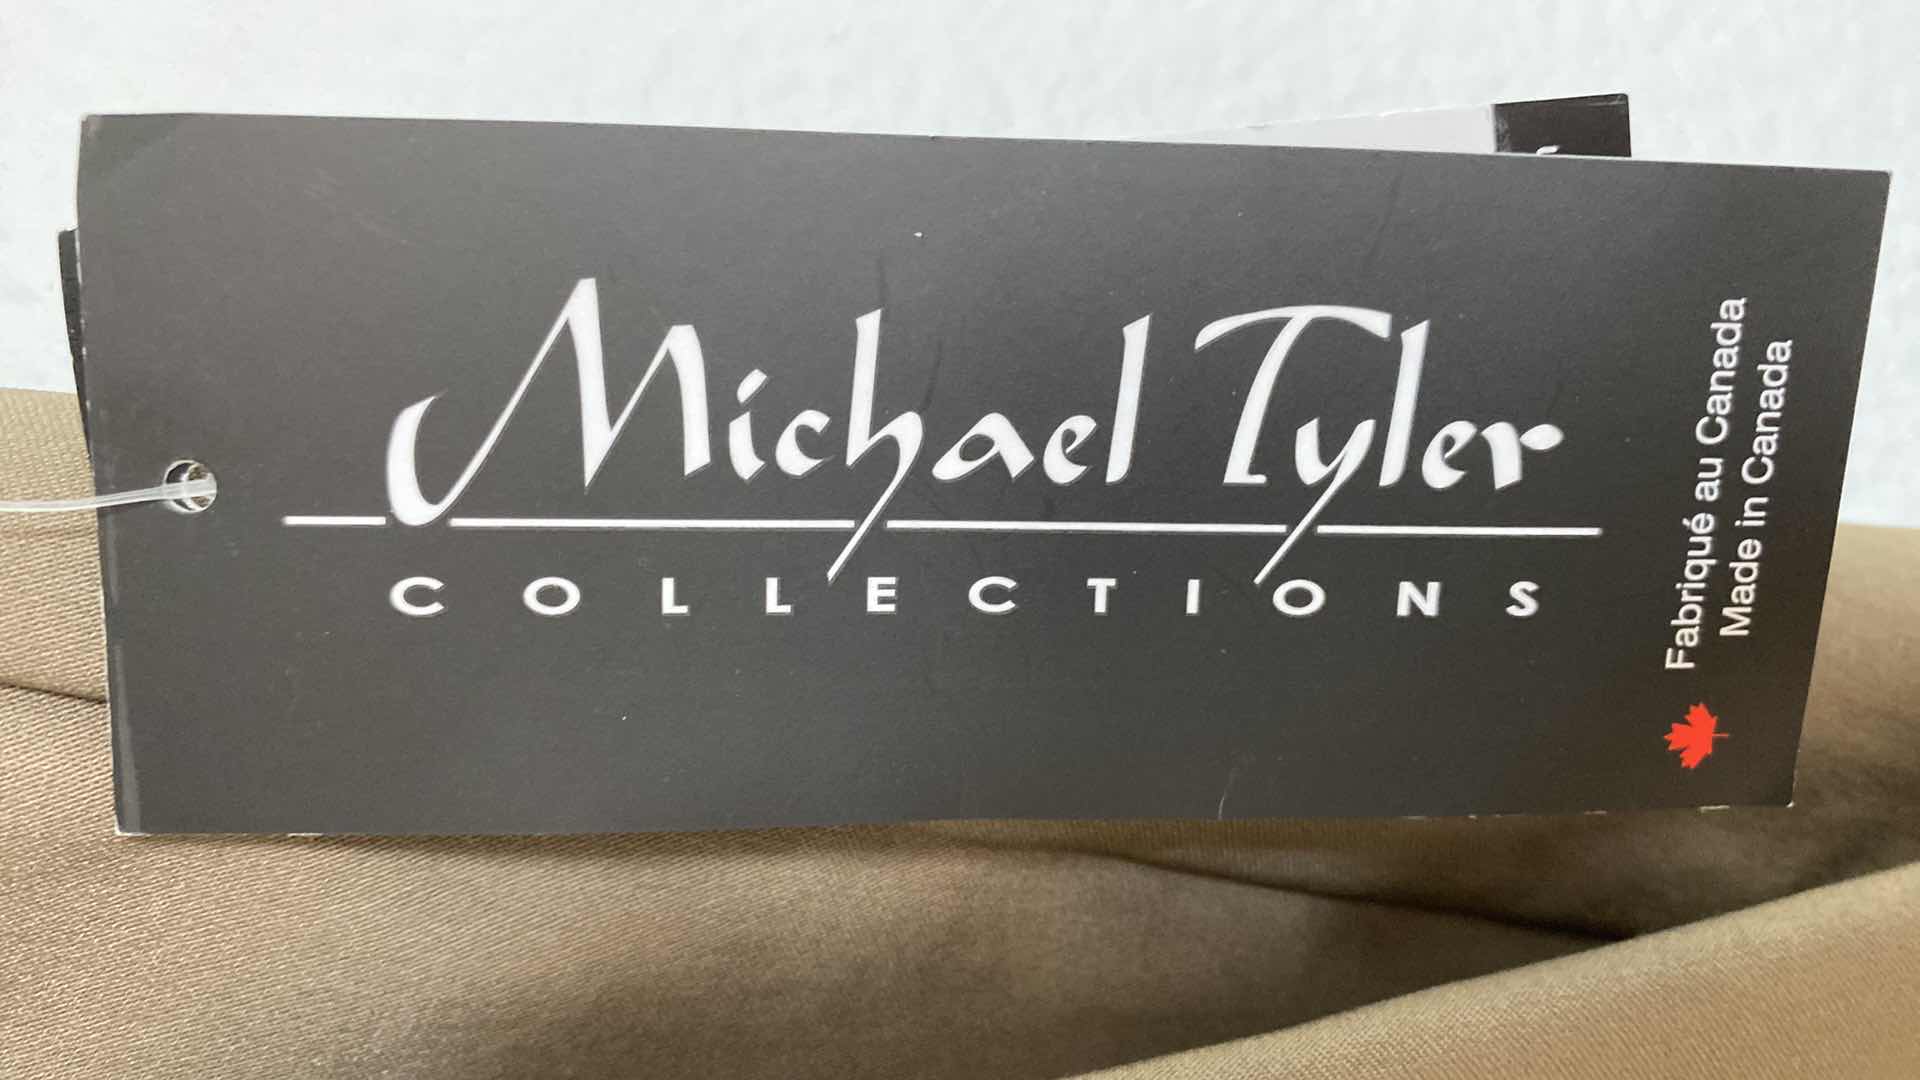 Michael Tyler
COLLECTIONS
Fabriqué au Canada
Made in Canada